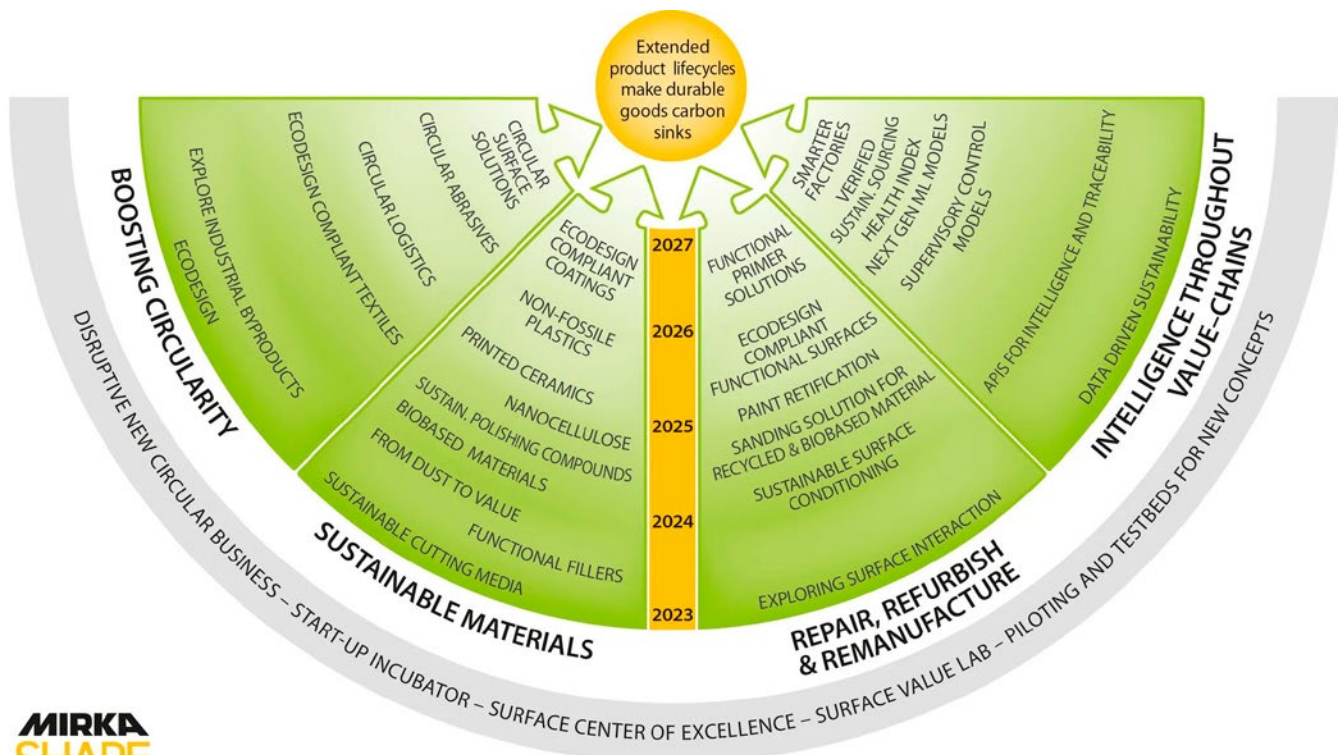 Extended
product lifecycles
make durable
goods carbon
sinks
BOOSTING CIRCULARITY
ECODESIGN
EXPLORE INDUSTRIAL BYPRODUCTS
ECODESIGN COMPLIANT TEXTILES
CIRCULAR LOGISTICS
CIRCULAR ABRASIVES
CIRCULAR
SURFACE
SOLUTIONS
SUSTAINABLE MATERIALS
ECODESIGN
COMPLIANT
COATINGS
NON-FOSSILE
PLASTICS
PRINTED CERAMICS
NANOCELLULOSE
SUSTAIN. POLISHING COMPOUNDS
BIOBASED MATERIALS
FROM DUST TO VALUE
FUNCTIONAL FILLERS
SUSTAINABLE CUTTING MEDIA
2027
2026
2025
2024
2023
FUNCTIONAL
PRIMER
SOLUTIONS
ECODESIGN
COMPLIANT
FUNCTIONAL SURFACES
PAINT RETIFICATION
SANDING SOLUTION FOR
RECYCLED & BIOBASED MATERIAL
SUSTAINABLE SURFACE
CONDITIONING
EXPLORING SURFACE INTERACTION
REPAIR, REFURBISH
& REMANUFACTURE
SMARTER
FACTORIES
VERIFIED
SUSTAIN SOURCING
HEALTH INDEX
NEXT GEN ML MODELS
SUPERVISORY CONTROL
MODELS
APIS FOR INTELLIGENCE AND TRACEABILITY
DATA DRIVEN SUSTAINABILITY
INTELLIGENCE THROUGHOUT
VALUE-CHAINS
DISRUPTIVE NEW CIRCULAR BUSINESS – START-UP INCUBATOR – SURFACE CENTER OF EXCELLENCE – SURFACE VALUE LAB – PILOTING AND TESTBEDS FOR NEW CONCEPTS
MIRKA
SHAPE